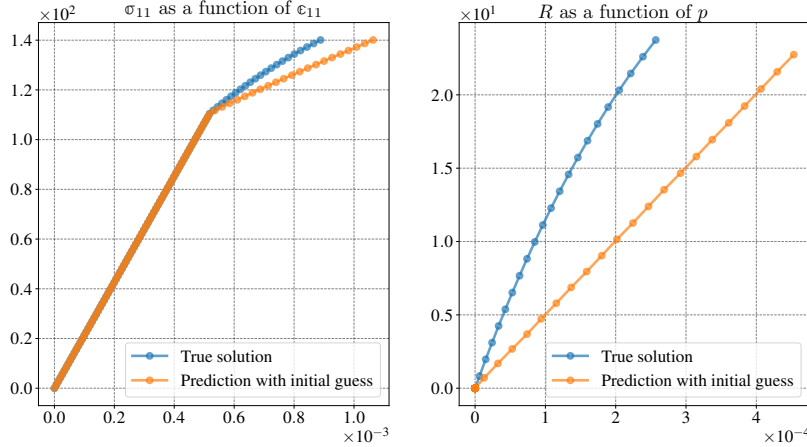 ×10² σ₁₁ as a function of ε₁₁
1.4
1.2
1.0
0.8
0.6
0.4
0.2
0.0
True solution
Prediction with initial guess
0.0 0.2 0.4 0.6 0.8 1.0
×10⁻³
×10¹ R as a function of p
2.0
1.5
1.0
0.5
0.0
True solution
Prediction with initial guess
0 1 2 3 4
×10⁻⁴